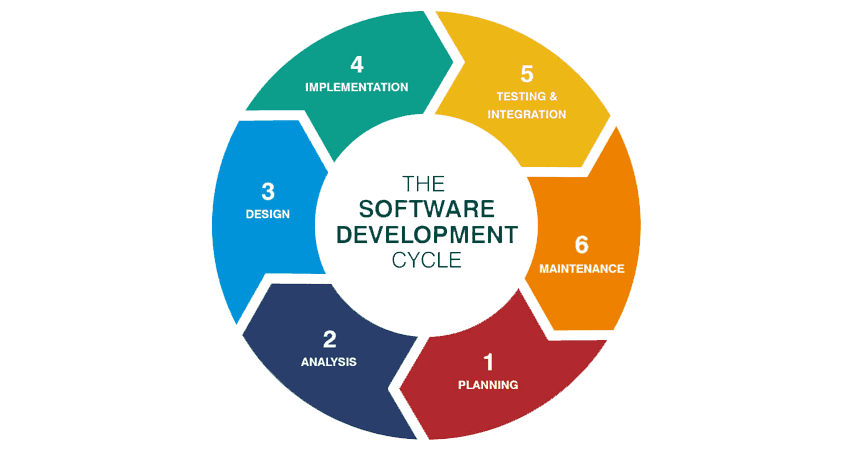 THE
SOFTWARE
DEVELOPMENT
CYCLE
1
PLANNING
2
ANALYSIS
3
DESIGN
4
IMPLEMENTATION
5
TESTING &
INTEGRATION
6
MAINTENANCE